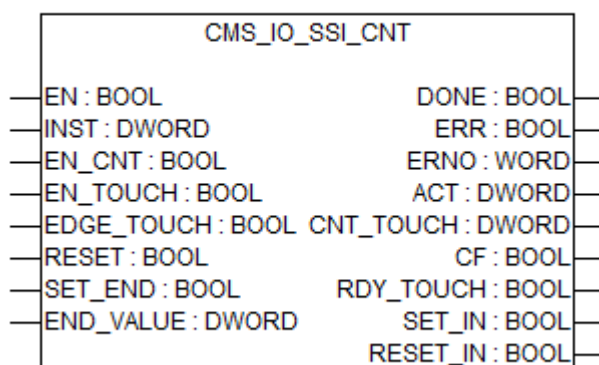 CMS_IO_SSI_CNT
EN : BOOL DONE : BOOL
INST : DWORD ERR : BOOL
EN_CNT : BOOL ERNO : WORD
EN_TOUCH : BOOL ACT : DWORD
EDGE_TOUCH : BOOL CNT_TOUCH : DWORD
RESET : BOOL CF : BOOL
SET_END : BOOL RDY_TOUCH : BOOL
END_VALUE : DWORD SET_IN : BOOL
RESET_IN : BOOL